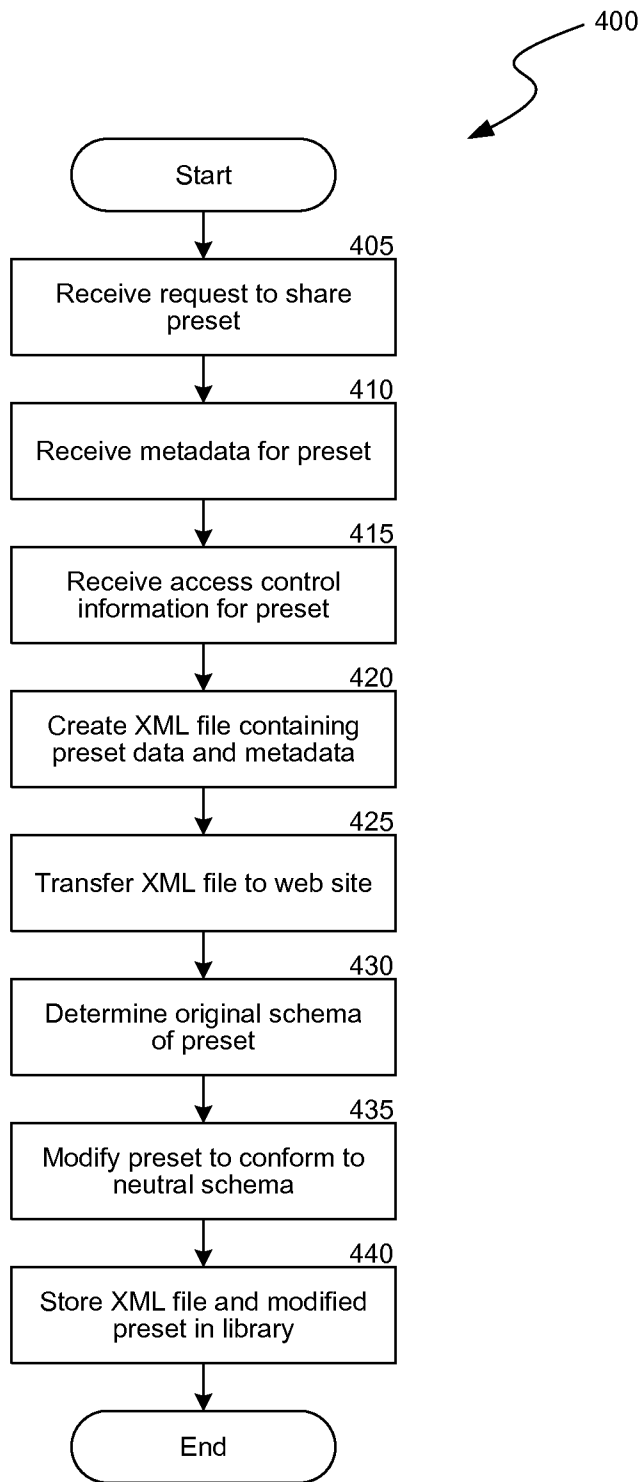 400
Start
405
Receive request to share
preset
410
Receive metadata for preset
415
Receive access control
information for preset
420
Create XML file containing
preset data and metadata
425
Transfer XML file to web site
430
Determine original schema
of preset
435
Modify preset to conform to
neutral schema
440
Store XML file and modified
preset in library
End